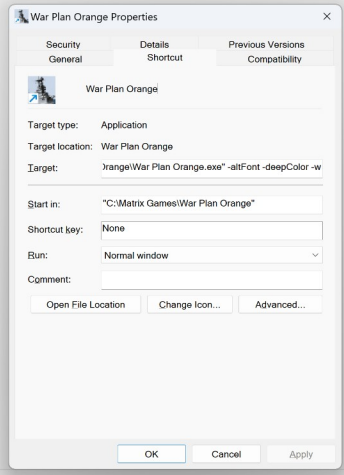 War Plan Orange Properties
Security Details Previous Versions
General Shortcut Compatibility
War Plan Orange
Target type: Application
Target location: War Plan Orange
Target: )range\War Plan Orange.exe" -altFont -deepColor -w
Start in: "C:\Matrix Games\War Plan Orange"
Shortcut key: None
Run: Normal window
Comment:
Open File Location Change Icon... Advanced...
OK Cancel Apply